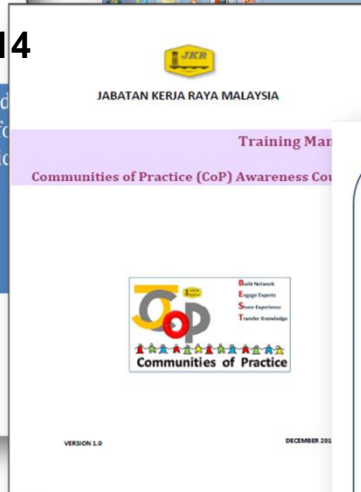 14
JKR
JABATAN KERJA RAYA MALAYSIA
Training Man
Communities of Practice (CoP) Awareness Cou
CoP
Build Network
Engage Experts
Share Experience
Transfer Knowledge
Communities of Practice
VERSION 1.0
DECEMBER 201